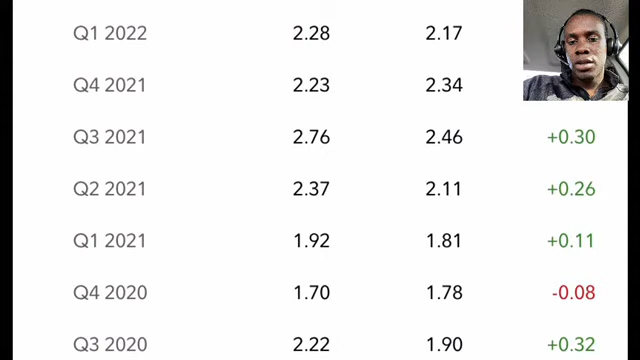 Q1 2022 2.28 2.17
Q4 2021 2.23 2.34
Q3 2021 2.76 2.46 +0.30
Q2 2021 2.37 2.11 +0.26
Q1 2021 1.92 1.81 +0.11
Q4 2020 1.70 1.78 -0.08
Q3 2020 2.22 1.90 +0.32